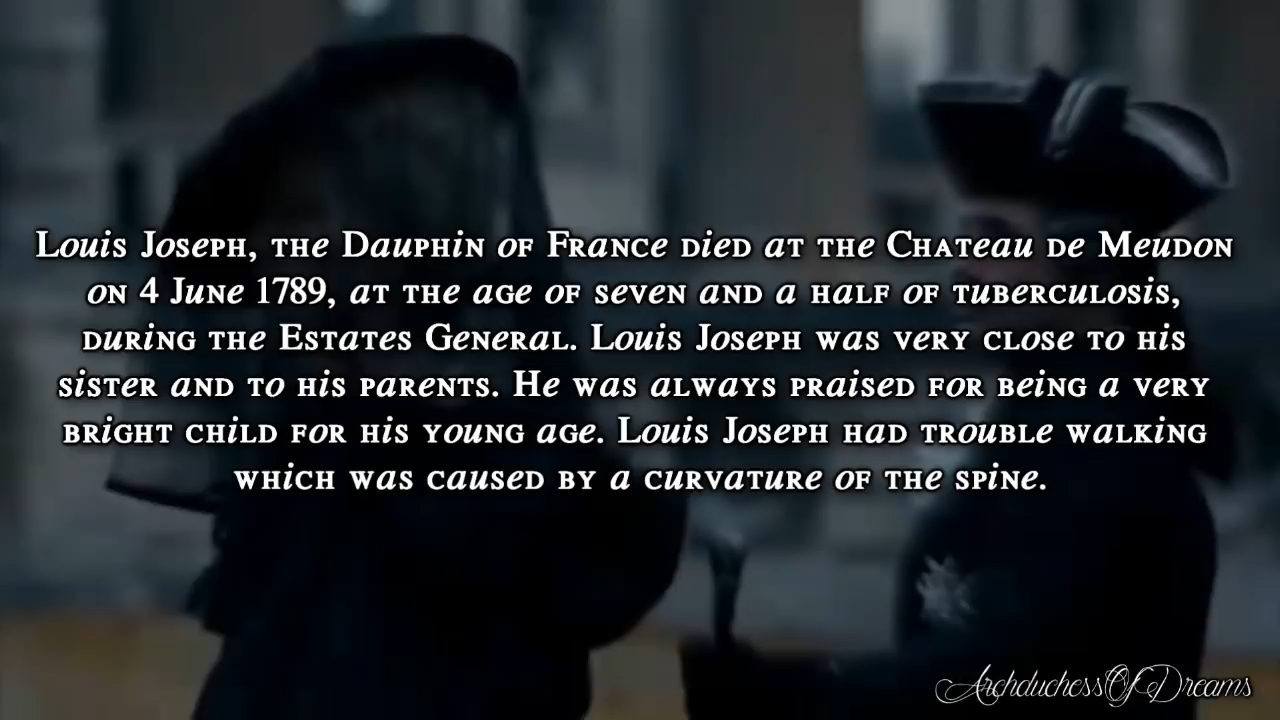 Louis Joseph, the Dauphin of France died at the Chateau de Meudon
on 4 June 1789, at the age of seven and a half of tuberculosis,
during the Estates General. Louis Joseph was very close to his
sister and to his parents. He was always praised for being a very
bright child for his young age. Louis Joseph had trouble walking
which was caused by a curvature of the spine.
ArchduchessOfDreams